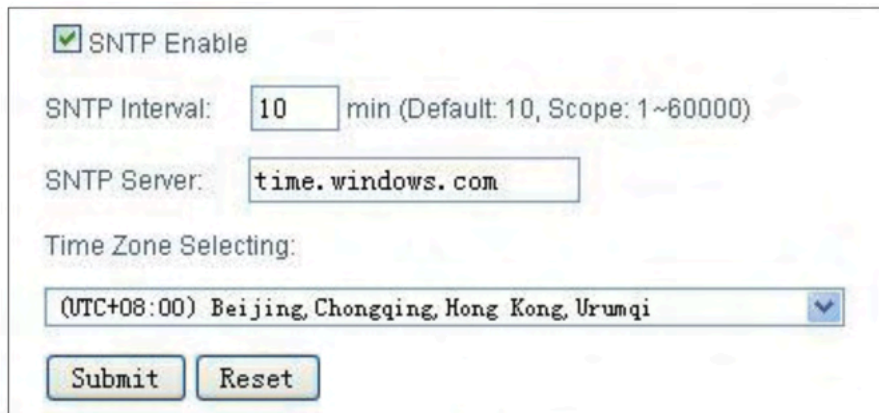 SNTP Enable
SNTP Interval: 10 min (Default: 10, Scope: 1~60000)
SNTP Server: time.windows.com
Time Zone Selecting:
(UTC+08:00) Beijing,Chongqing,Hong Kong,Urumqi
Submit Reset